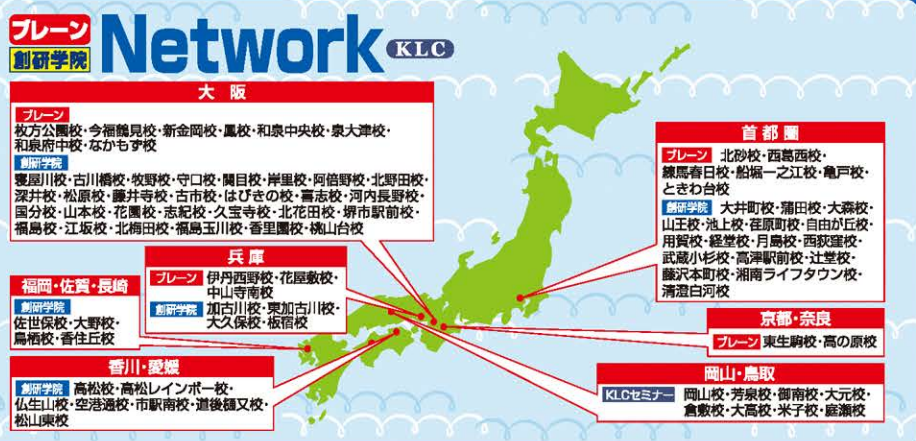 ブレーン
創研学院
Network
KLC
大阪
ブレーン
枚方公園校・今福鶴見校・新金岡校・鳳校・和泉中央校・泉大津校・
和泉府中校・なかもず校
創研学院
寝屋川校・古川橋校・牧野校・守口校・関目校・岸里校・阿倍野校・北野田校・
深井校・松原校・藤井寺校・古市校・はびきの校・喜志校・河内長野校・
国分校・山本校・花園校・志紀校・久宝寺校・北花田校・堺市駅前校・
福島校・江坂校・北梅田校・福島玉川校・香里園校・桃山台校
首都圏
ブレーン 北砂校・西葛西校・
練馬春日校・船堀一之江校・亀戸校・
ときわ台校
創研学院 大井町校・蒲田校・大森校・
山王校・池上校・荏原町校・自由が丘校・
用賀校・経堂校・月島校・西荻窪校・
武蔵小杉校・高津駅前校・辻堂校・
藤沢本町校・湘南ライフタウン校・
清澄白河校
兵庫
ブレーン 伊丹西野校・花屋敷校・
中山寺南校
創研学院 加古川校・東加古川校・
大久保校・板宿校
福岡・佐賀・長崎
創研学院
佐世保校・大野校・
鳥栖校・香住丘校
京都・奈良
ブレーン 東生駒校・高の原校
香川・愛媛
創研学院 高松校・高松レインボー校・
仏生山校・空港通校・市駅南校・道後樋又校・
松山東校
岡山・鳥取
KLCセミナー 岡山校・芳泉校・御南校・大元校・
倉敷校・大高校・米子校・庭瀬校